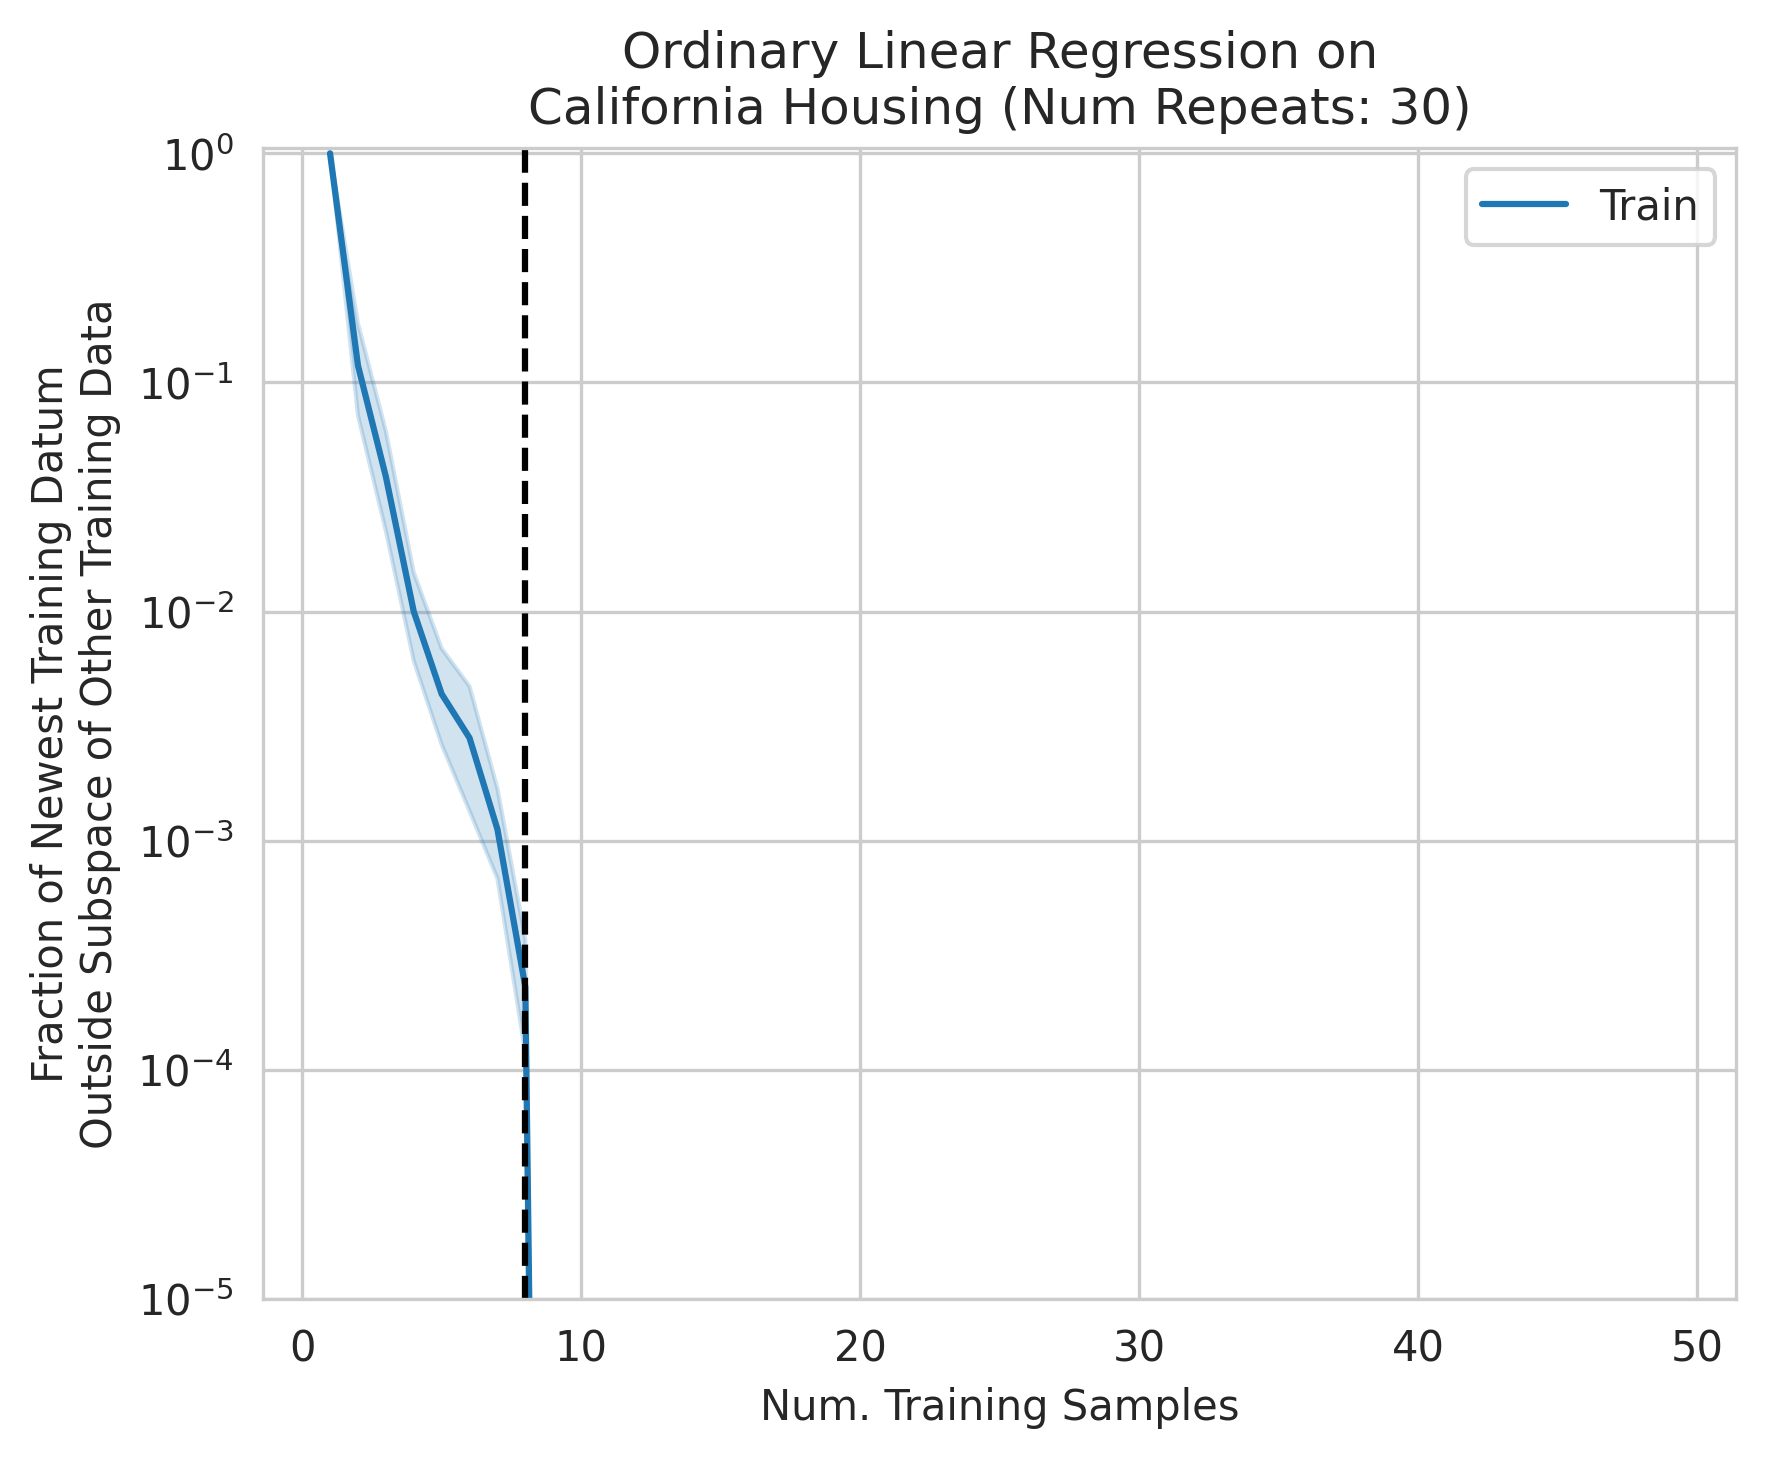 Ordinary Linear Regression on
California Housing (Num Repeats: 30)
Fraction of Newest Training Datum
Outside Subspace of Other Training Data
10⁰
10⁻¹
10⁻²
10⁻³
10⁻⁴
10⁻⁵
Train
0 10 20 30 40 50
Num. Training Samples